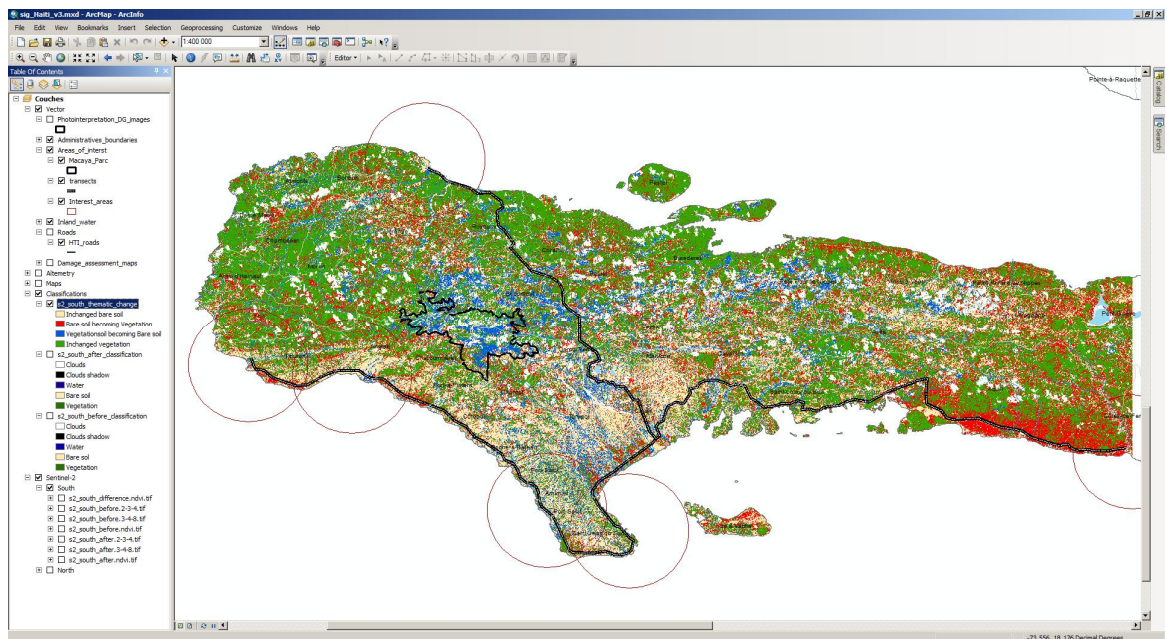 sig_Haiti_v3.mxd - ArcMap - ArcInfo
File Edit View Bookmarks Insert Selection Geoprocessing Customize Windows Help
1:400 000
Editor
Table Of Contents
Couches
Vector
Photointerpretation_DG_images
Administratives_boundaries
Areas_of_interst
Macaya_Parc
transects
Interest_areas
Inland_water
Roads
HTI_roads
Damage_assessment_maps
Altemetry
Maps
Classifications
s2_south_thematic_change
Inchanged bare soil
Bare soil becoming Vegetation
Vegetationsoil becoming Bare soil
Inchanged vegetation
s2_south_after_classification
Clouds
Clouds shadow
Water
Bare soil
Vegetation
s2_south_before_classification
Clouds
Clouds shadow
Water
Bare sol
Vegetation
Sentinel-2
South
s2_south_difference.ndvi.tif
s2_south_before.2-3-4.tif
s2_south_before.3-4-8.tif
s2_south_before.ndvi.tif
s2_south_after.2-3-4.tif
s2_south_after.3-4-8.tif
s2_south_after.ndvi.tif
North
Pointe-à-Raquette
Catalog
Search
-73,556 18,176 Decimal Degrees